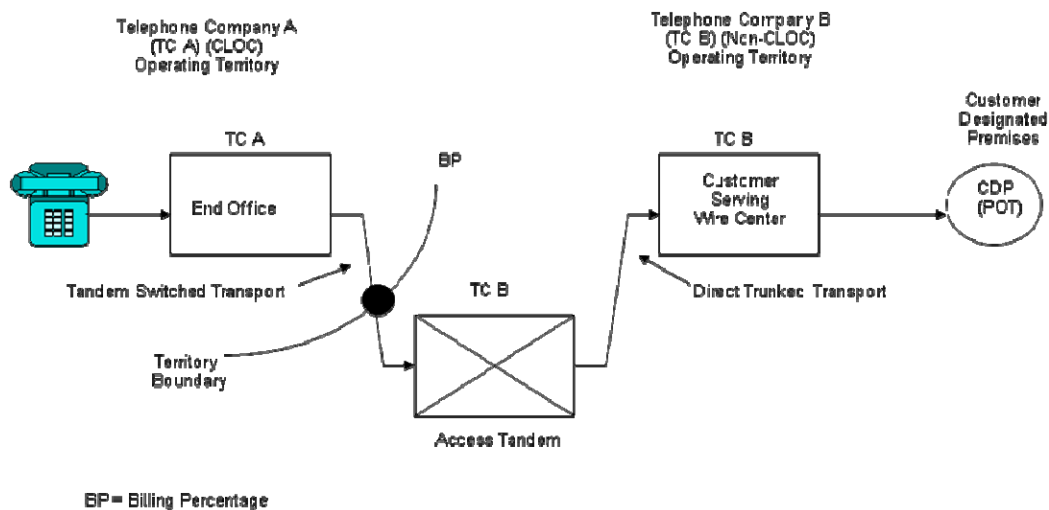 Telephone Company A
(TC A) (CLOC)
Operating Territory
Telephone Company B
(TC B) (Non-CLOC)
Operating Territory
Customer
Designated
Premises
TC A
BP
TC B
End Office
Customer
Serving
Wire Center
CDP
(POT)
Tandem Switched Transport
TC B
Direct Trunked Transport
Territory
Boundary
Access Tandem
BP= Billing Percentage